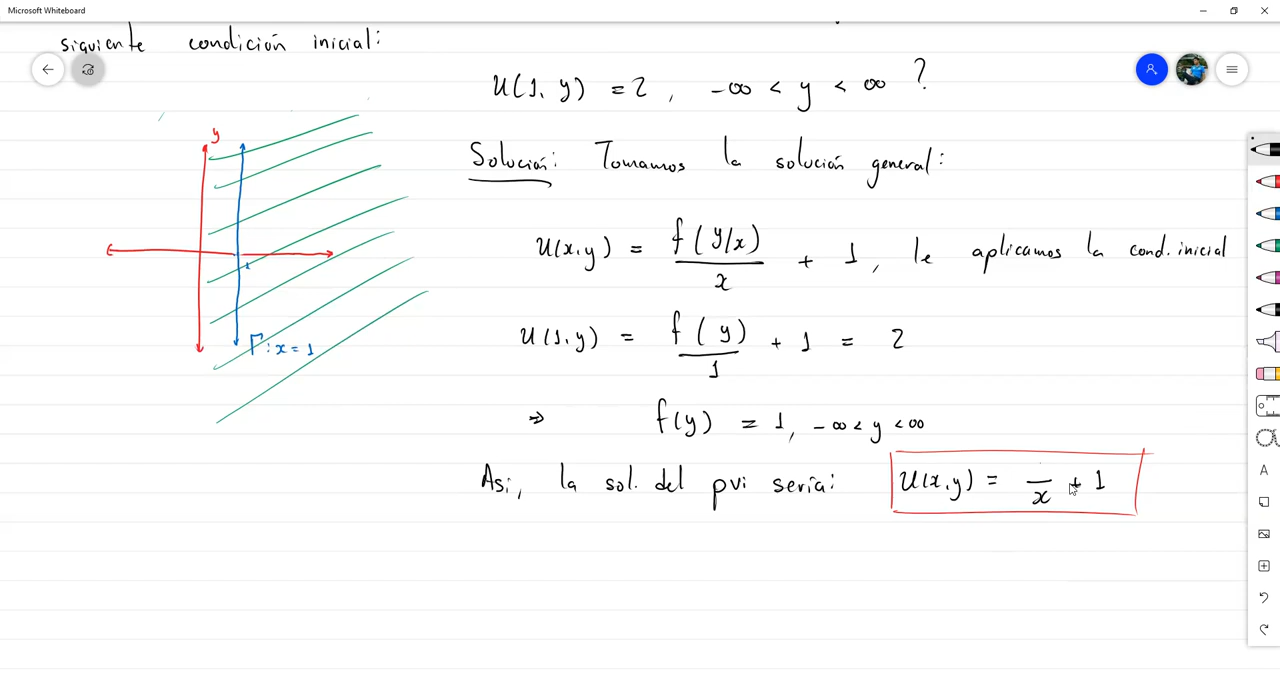 Microsoft Whiteboard
siguiente condición inicial:
U(1,y) = 2, -∞ < y < ∞ ?
y
1
Γ: x = 1
Solución: Tomamos la solución general:
U(x,y) = f(y/x)/x + 1, le aplicamos la cond. inicial
U(1,y) = f(y)/1 + 1 = 2
⇒ f(y) = 1, -∞ < y < ∞
Asi, la sol. del pvi sería: U(x,y) = /x + 1
A